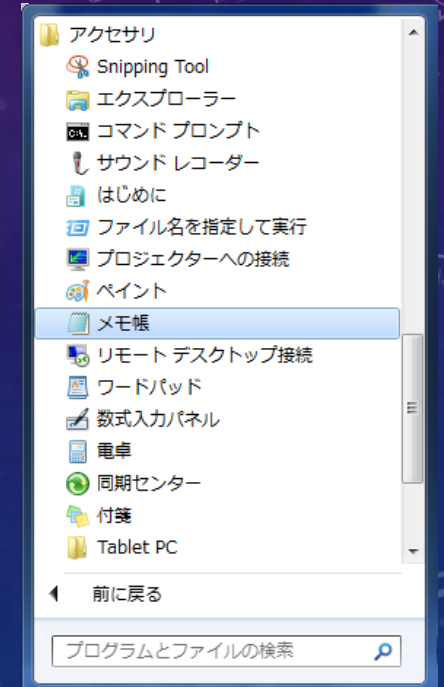 アクセサリ
Snipping Tool
エクスプローラー
コマンド プロンプト
サウンド レコーダー
はじめに
ファイル名を指定して実行
プロジェクターへの接続
ペイント
メモ帳
リモート デスクトップ接続
ワードパッド
数式入力パネル
電卓
同期センター
付箋
Tablet PC
前に戻る
プログラムとファイルの検索